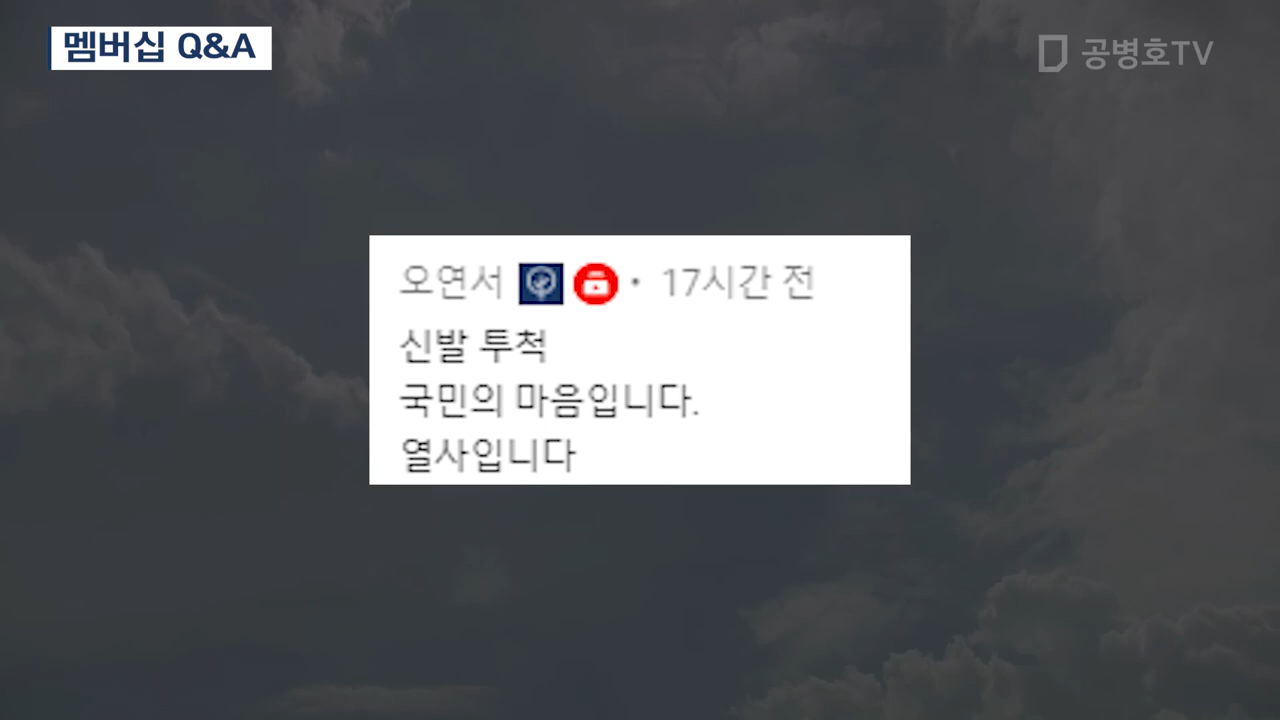 멤버십 Q&A
공병호TV
오연서 • 17시간 전
신발 투척
국민의 마음입니다.
열사입니다